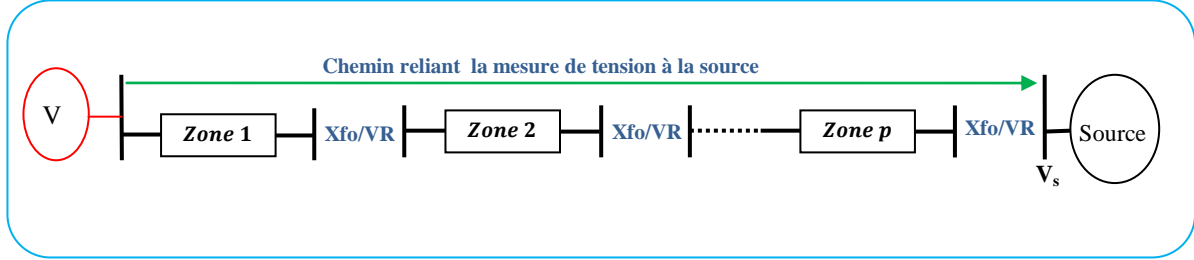 Chemin reliant la mesure de tension à la source
V
Zone 1
Xfo/VR
Zone 2
Xfo/VR
Zone p
Xfo/VR
Source
Vs